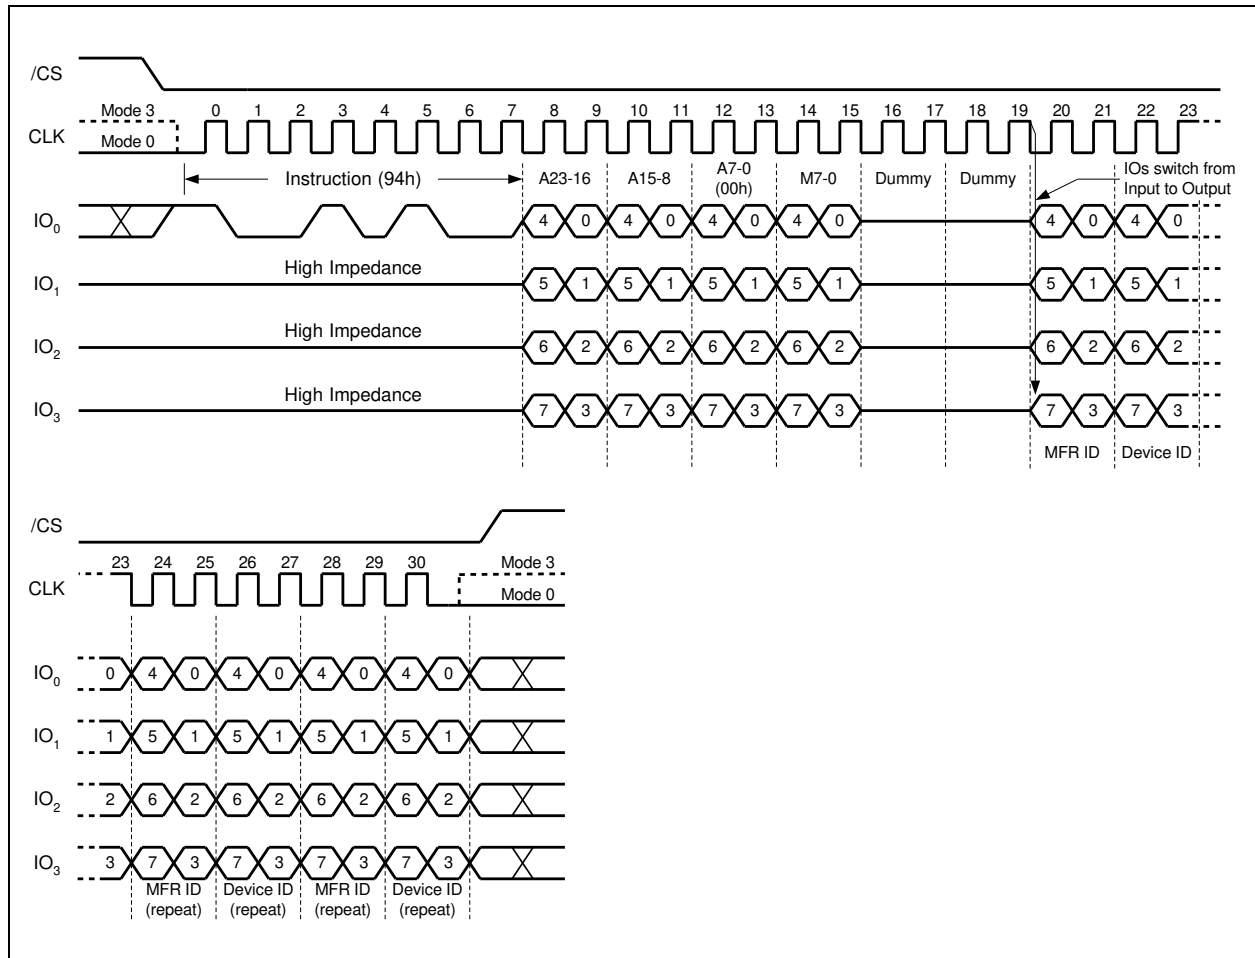 /CS
Mode 3 0 1 2 3 4 5 6 7 8 9 10 11 12 13 14 15 16 17 18 19 20 21 22 23
CLK Mode 0
Instruction (94h) A23-16 A15-8 A7-0 (00h) M7-0 Dummy Dummy IOs switch from Input to Output
IO0 4 0 4 0 4 0 4 0 4 0 4 0
High Impedance
IO1 5 1 5 1 5 1 5 1 5 1 5 1
High Impedance
IO2 6 2 6 2 6 2 6 2 6 2 6 2
High Impedance
IO3 7 3 7 3 7 3 7 3 7 3 7 3
MFR ID Device ID
/CS
23 24 25 26 27 28 29 30 Mode 3
CLK Mode 0
IO0 0 4 0 4 0 4 0 4 0
IO1 1 5 1 5 1 5 1 5 1
IO2 2 6 2 6 2 6 2 6 2
IO3 3 7 3 7 3 7 3 7 3
MFR ID Device ID MFR ID Device ID
(repeat) (repeat) (repeat) (repeat)